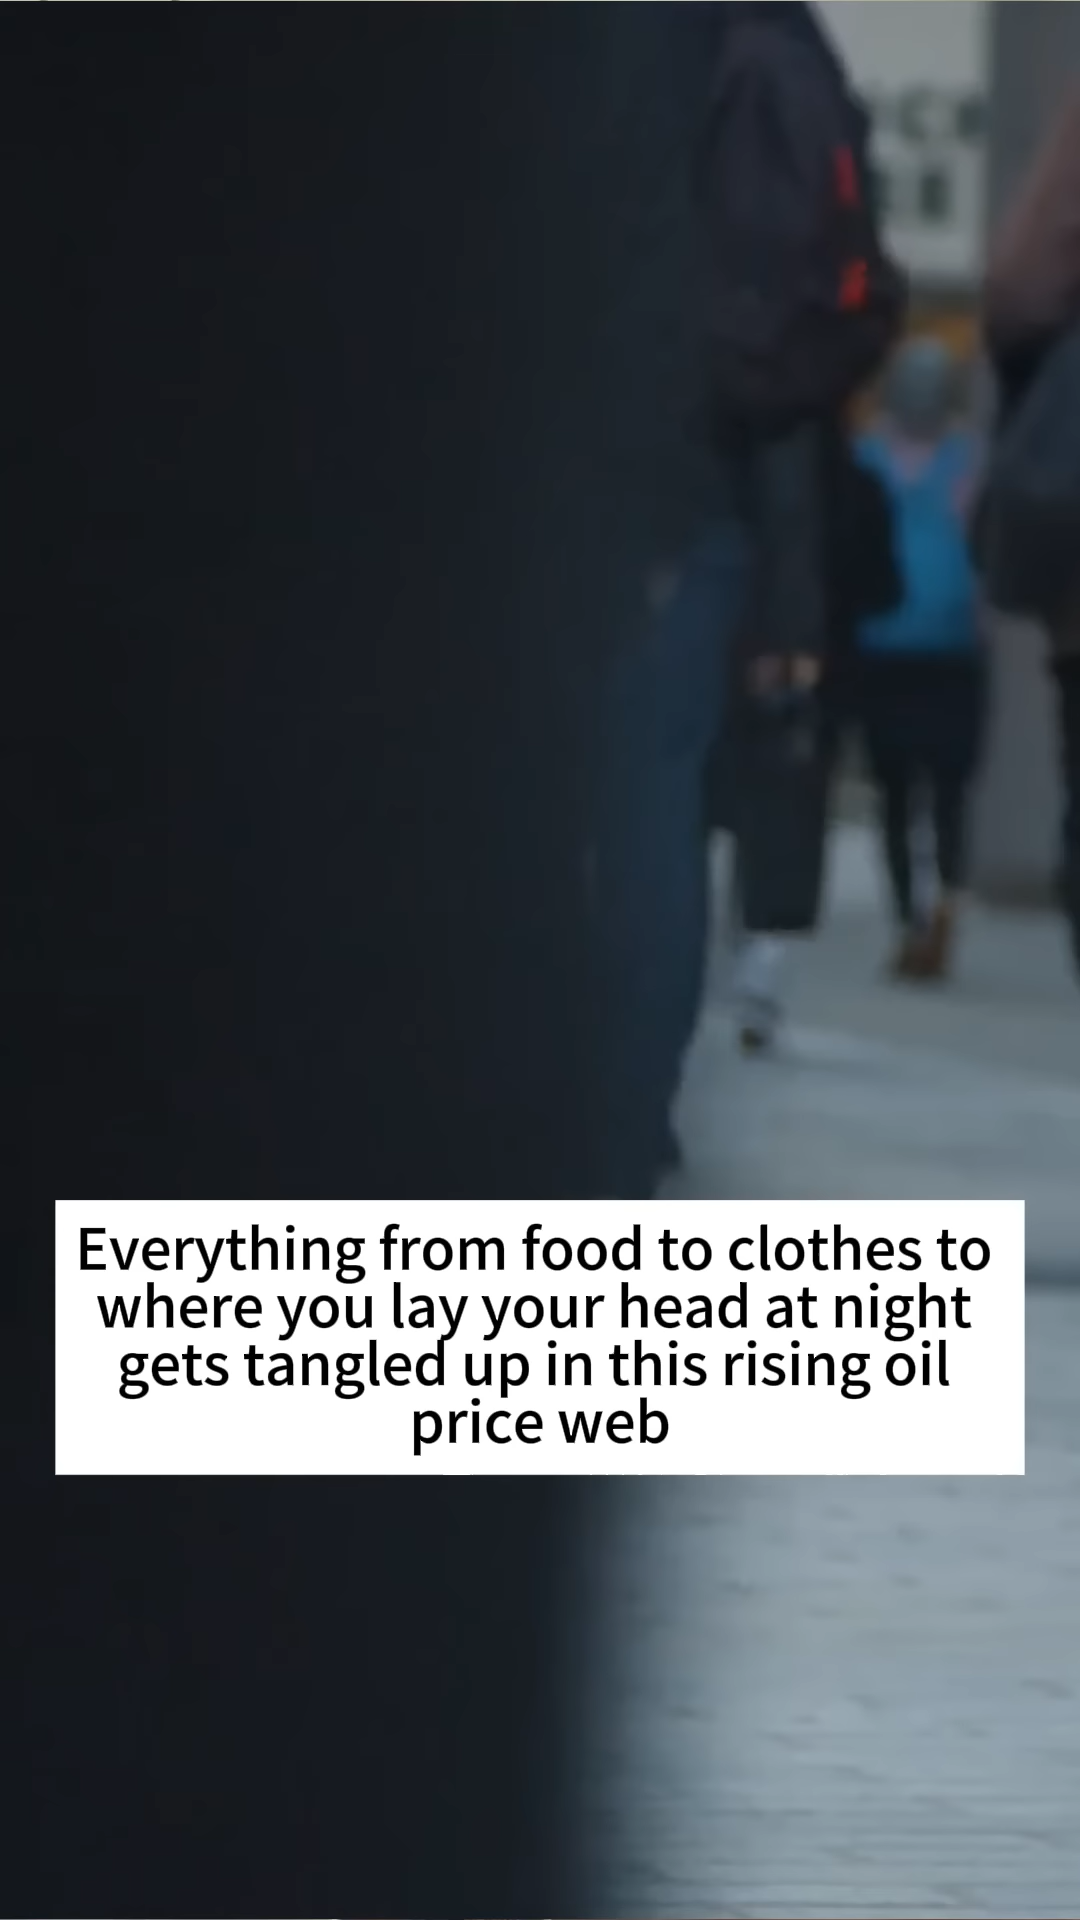 Everything from food to clothes to
where you lay your head at night
gets tangled up in this rising oil
price web